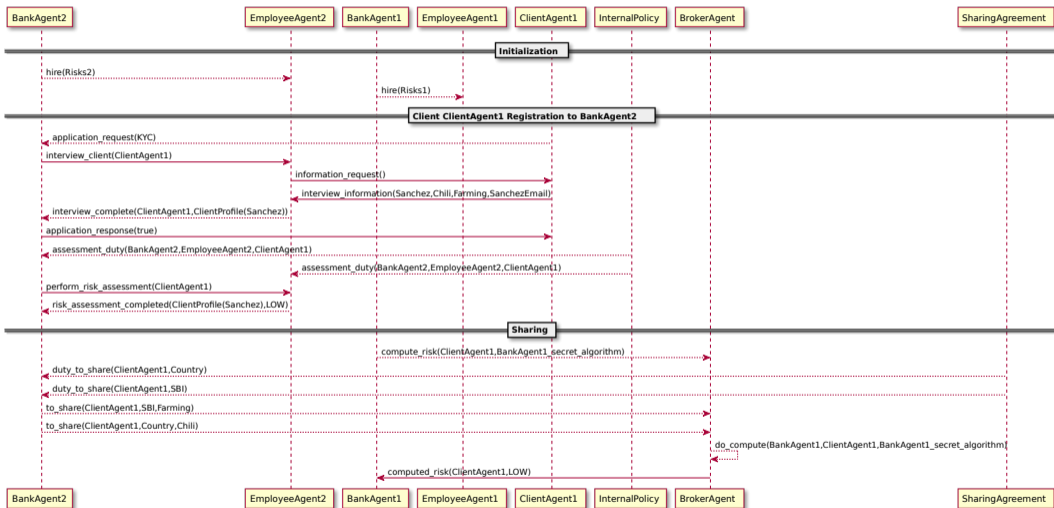 BankAgent2 EmployeeAgent2 BankAgent1 EmployeeAgent1 ClientAgent1 InternalPolicy BrokerAgent SharingAgreement
Initialization
hire(Risks2)
hire(Risks1)
Client ClientAgent1 Registration to BankAgent2
application_request(KYC)
interview_client(ClientAgent1)
information_request()
interview_information(Sanchez,Chili,Farming,SanchezEmail)
interview_complete(ClientAgent1,ClientProfile(Sanchez))
application_response(true)
assessment_duty(BankAgent2,EmployeeAgent2,ClientAgent1)
assessment_duty(BankAgent2,EmployeeAgent2,ClientAgent1)
perform_risk_assessment(ClientAgent1)
risk_assessment_completed(ClientProfile(Sanchez),LOW)
Sharing
compute_risk(ClientAgent1,BankAgent1_secret_algorithm)
duty_to_share(ClientAgent1,Country)
duty_to_share(ClientAgent1,SBI)
to_share(ClientAgent1,SBI,Farming)
to_share(ClientAgent1,Country,Chili)
do_compute(BankAgent1,ClientAgent1,BankAgent1_secret_algorithm)
computed_risk(ClientAgent1,LOW)
BankAgent2 EmployeeAgent2 BankAgent1 EmployeeAgent1 ClientAgent1 InternalPolicy BrokerAgent SharingAgreement